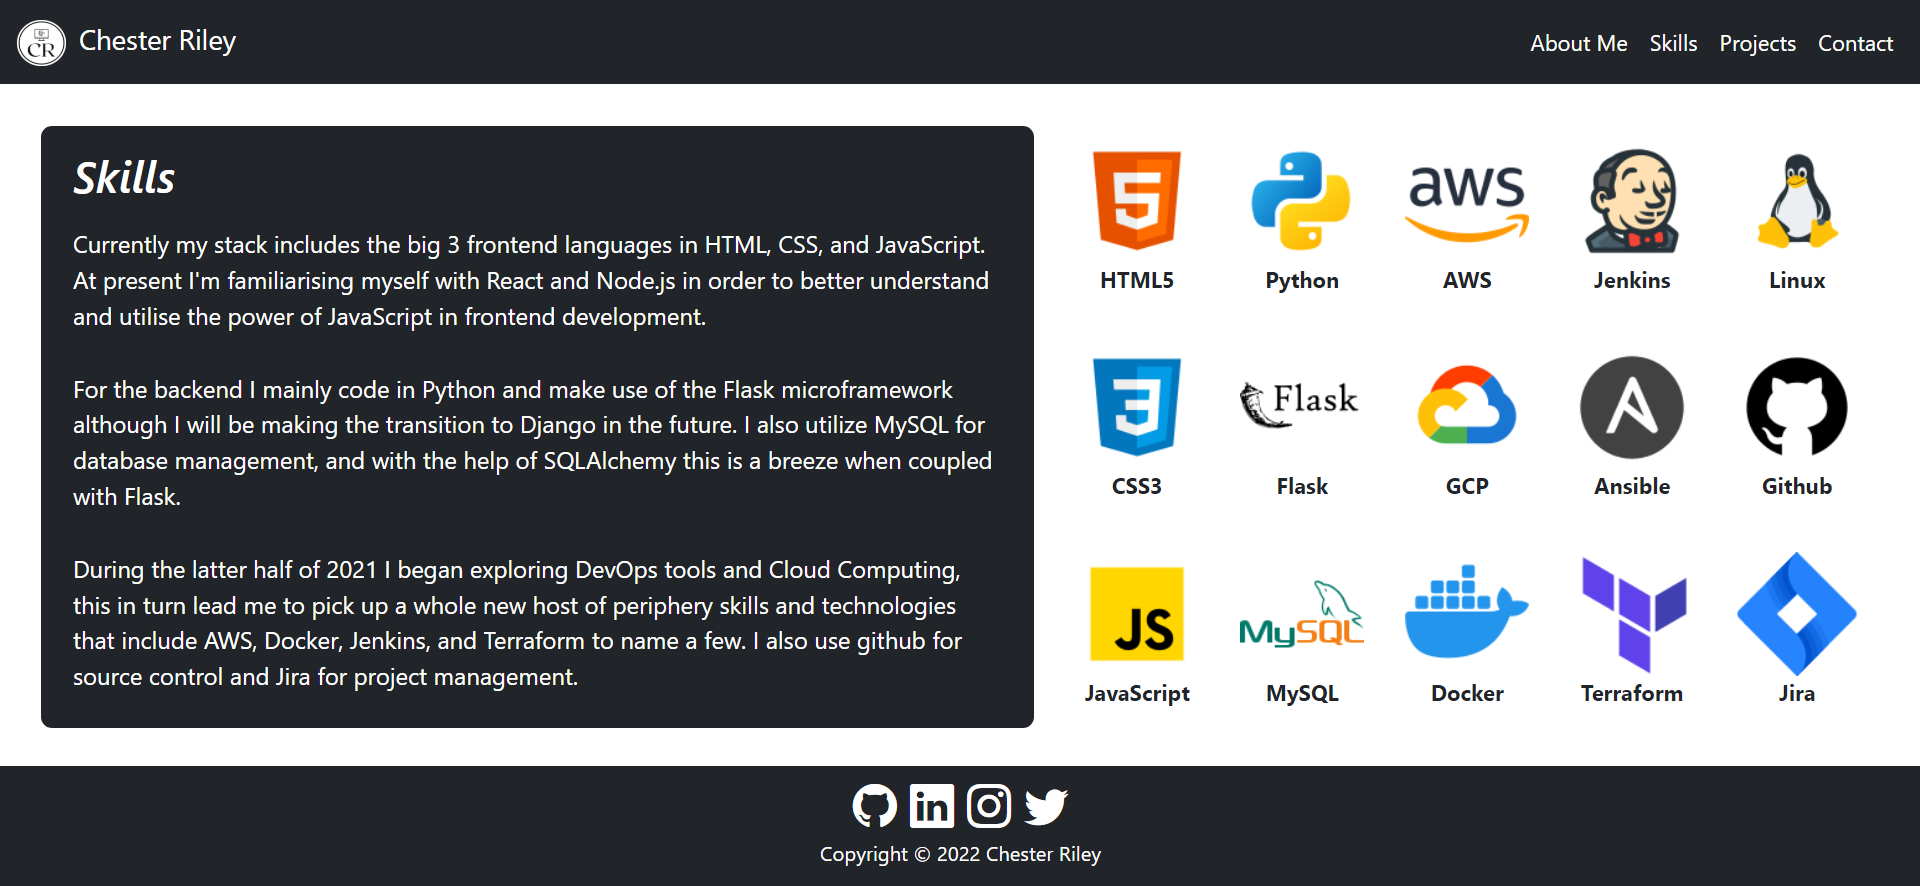 CR Chester Riley
About Me Skills Projects Contact
Skills
Currently my stack includes the big 3 frontend languages in HTML, CSS, and JavaScript.
At present I'm familiarising myself with React and Node.js in order to better understand
and utilise the power of JavaScript in frontend development.
For the backend I mainly code in Python and make use of the Flask microframework
although I will be making the transition to Django in the future. I also utilize MySQL for
database management, and with the help of SQLAlchemy this is a breeze when coupled
with Flask.
During the latter half of 2021 I began exploring DevOps tools and Cloud Computing,
this in turn lead me to pick up a whole new host of periphery skills and technologies
that include AWS, Docker, Jenkins, and Terraform to name a few. I also use github for
source control and Jira for project management.
5 aws
HTML5 Python AWS Jenkins Linux
3 Flask A
CSS3 Flask GCP Ansible Github
JS MySQL
JavaScript MySQL Docker Terraform Jira
in
Copyright © 2022 Chester Riley